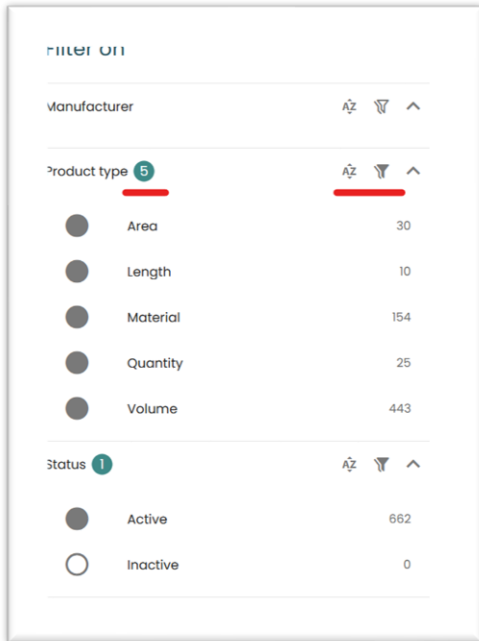 Filter on
Manufacturer AZ
Product type 5 AZ
Area 30
Length 10
Material 154
Quantity 25
Volume 443
Status 1 AZ
Active 662
Inactive 0